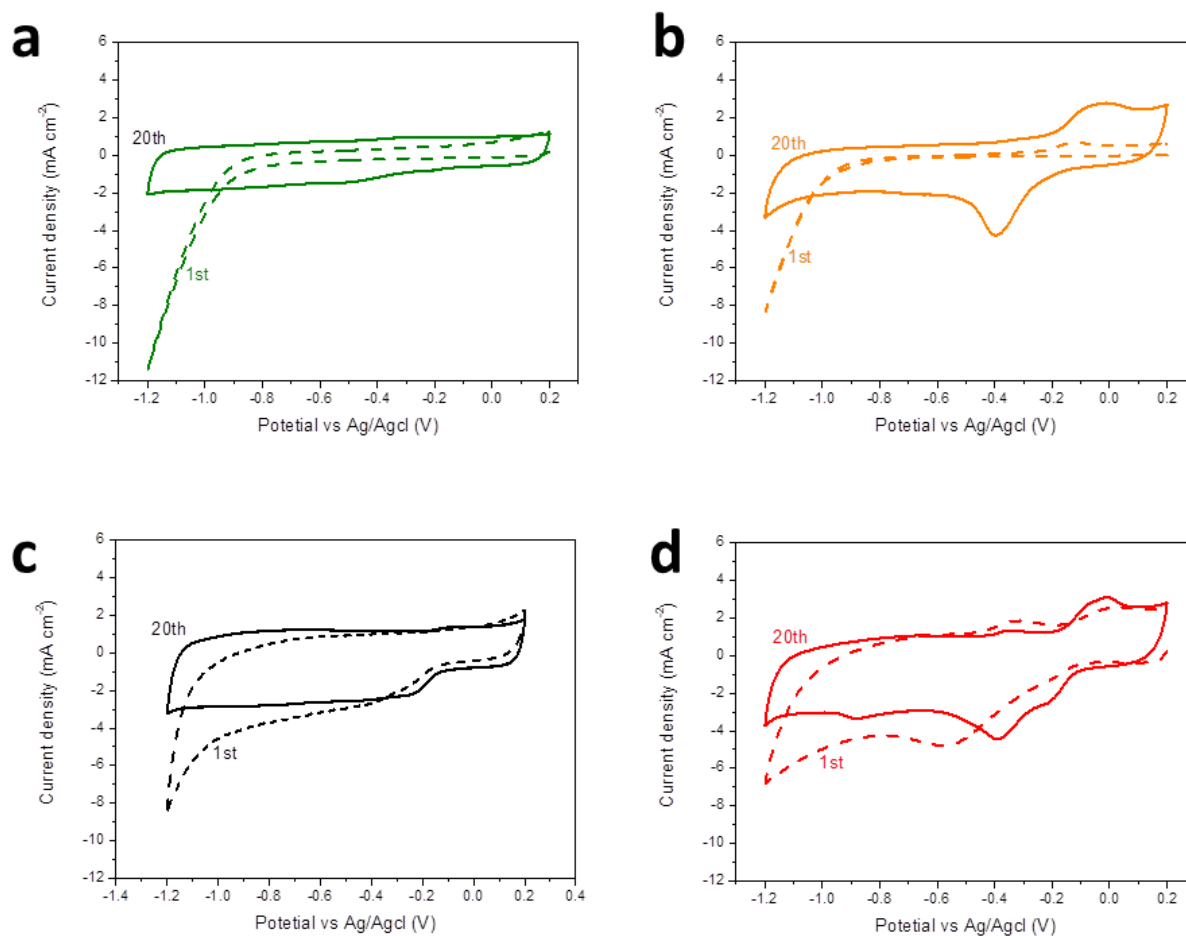 a
6
4
2
0
-2
-4
-6
-8
-10
-12
Current density (mA cm-2)
20th
1st
-1.2 -1.0 -0.8 -0.6 -0.4 -0.2 0.0 0.2
Potetial vs Ag/Agcl (V)
b
6
4
2
0
-2
-4
-6
-8
-10
-12
Current density (mA cm-2)
20th
1st
-1.2 -1.0 -0.8 -0.6 -0.4 -0.2 0.0 0.2
Potetial vs Ag/Agcl (V)
c
6
4
2
0
-2
-4
-6
-8
-10
-12
Current density (mA cm-2)
20th
1st
-1.4 -1.2 -1.0 -0.8 -0.6 -0.4 -0.2 0.0 0.2 0.4
Potetial vs Ag/Agcl (V)
d
6
4
2
0
-2
-4
-6
-8
-10
-12
Current density (mA cm-2)
20th
1st
-1.2 -1.0 -0.8 -0.6 -0.4 -0.2 0.0 0.2
Potetial vs Ag/Agcl (V)